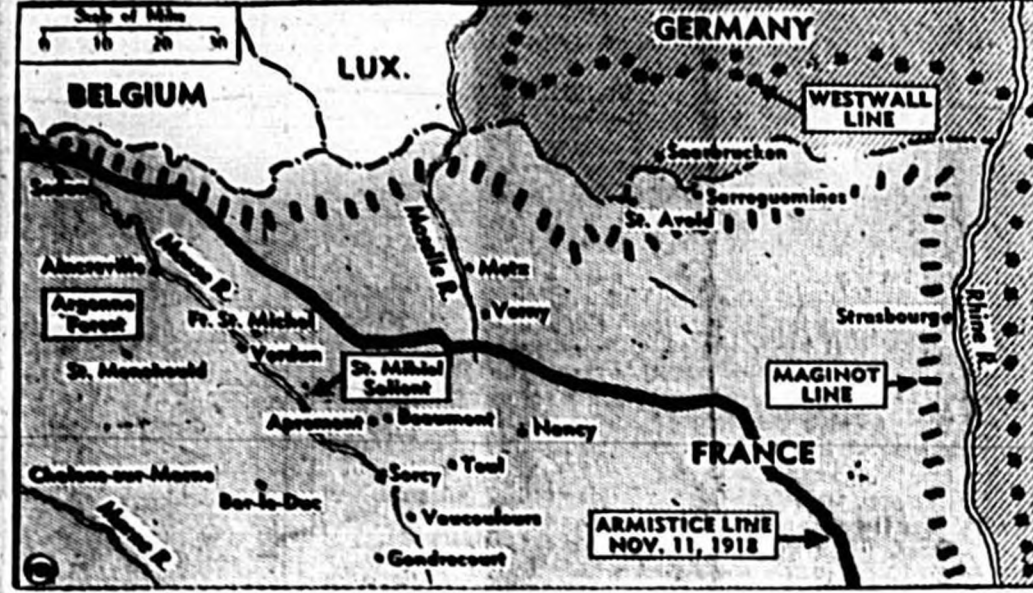 Scale of Miles
0 10 20 30
BELGIUM
LUX.
GERMANY
WESTWALL
LINE
Saarbrucken
Sarreguemines
St. Avold
Sedan
Moselle R.
Meuse R.
Aincreville
Argonne
Forest
Ft. St. Michel
Verdun
St. Menehould
St. Mihiel
Salient
Metz
Verny
Strasbourg
Rhine R.
MAGINOT
LINE
Apremont
Beaumont
Nancy
FRANCE
Chalons-sur-Marne
Sorcy
Toul
Bar-le-Duc
Vaucouleurs
Marne R.
Gondrecourt
ARMISTICE LINE
NOV. 11, 1918